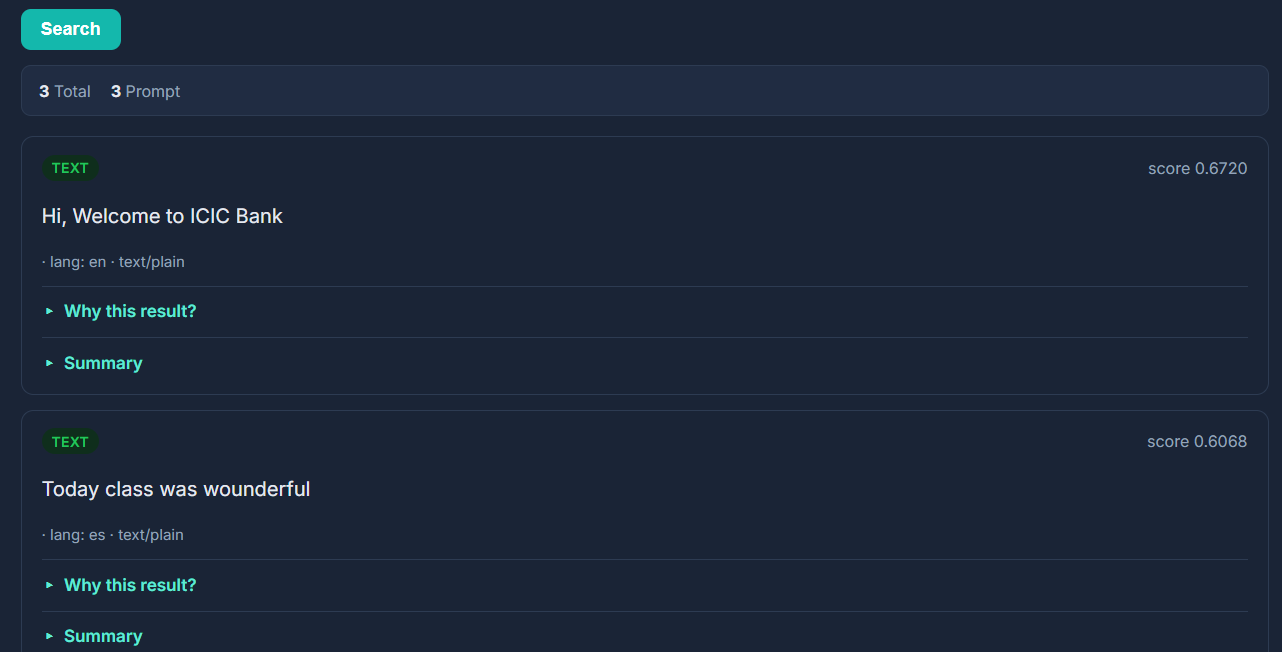 Search
3 Total 3 Prompt
TEXT score 0.6720
Hi, Welcome to ICIC Bank
· lang: en · text/plain
▸ Why this result?
▸ Summary
TEXT score 0.6068
Today class was wounderful
· lang: es · text/plain
▸ Why this result?
▸ Summary